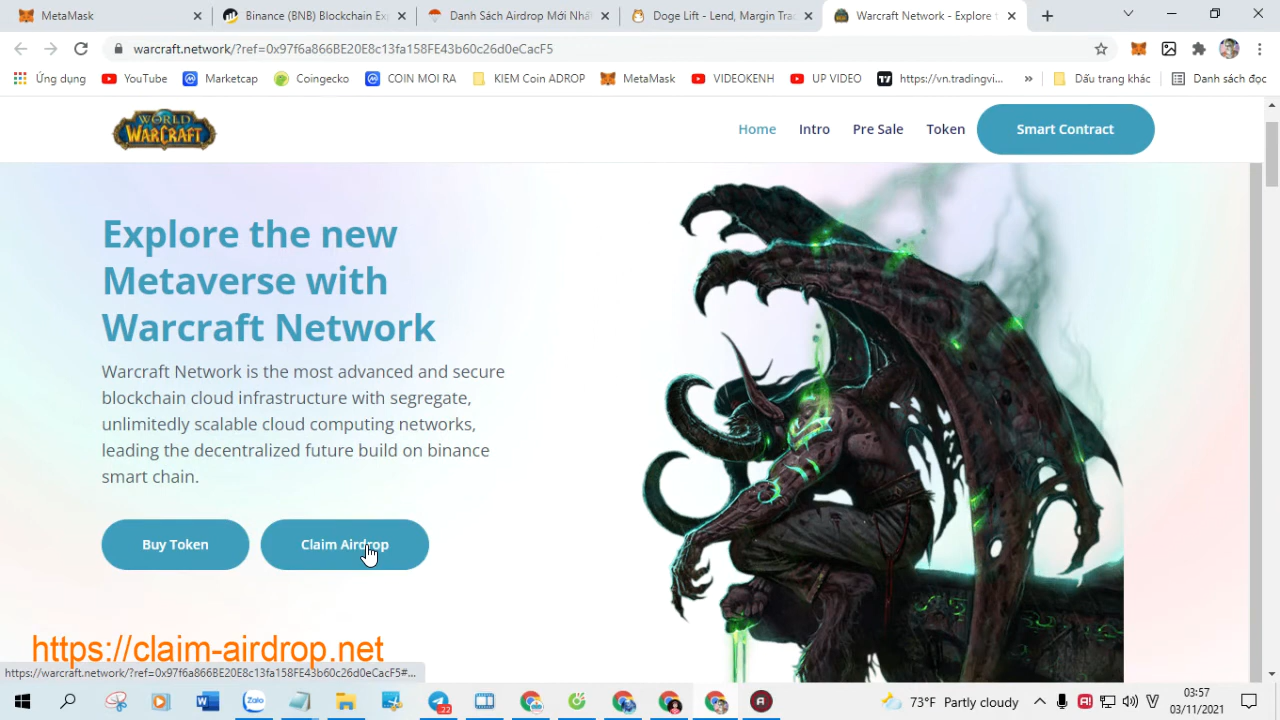 MetaMask
Binance (BNB) Blockchain Exp
Danh Sách Airdrop Mới Nhất
Doge Lift - Lend, Margin Trac
Warcraft Network - Explore t
warcraft.network/?ref=0x97f6a866BE20E8c13fa158FE43b60c26d0eCacF5
Ứng dụng
YouTube
Marketcap
Coingecko
COIN MOI RA
KIEM Coin ADROP
MetaMask
VIDEOKENH
UP VIDEO
https://vn.tradingvi...
»
Dấu trang khác
Danh sách đọc
WORLD
WARCRAFT
Home
Intro
Pre Sale
Token
Smart Contract
Explore the new
Metaverse with
Warcraft Network
Warcraft Network is the most advanced and secure
blockchain cloud infrastructure with segregate,
unlimitedly scalable cloud computing networks,
leading the decentralized future build on binance
smart chain.
Buy Token
Claim Airdrop
https://claim-airdrop.net
https://warcraft.network/?ref=0x97f6a866BE20E8c13fa158FE43b60c26d0eCacF5#...
Zalo
22
73°F Partly cloudy
03:57
03/11/2021